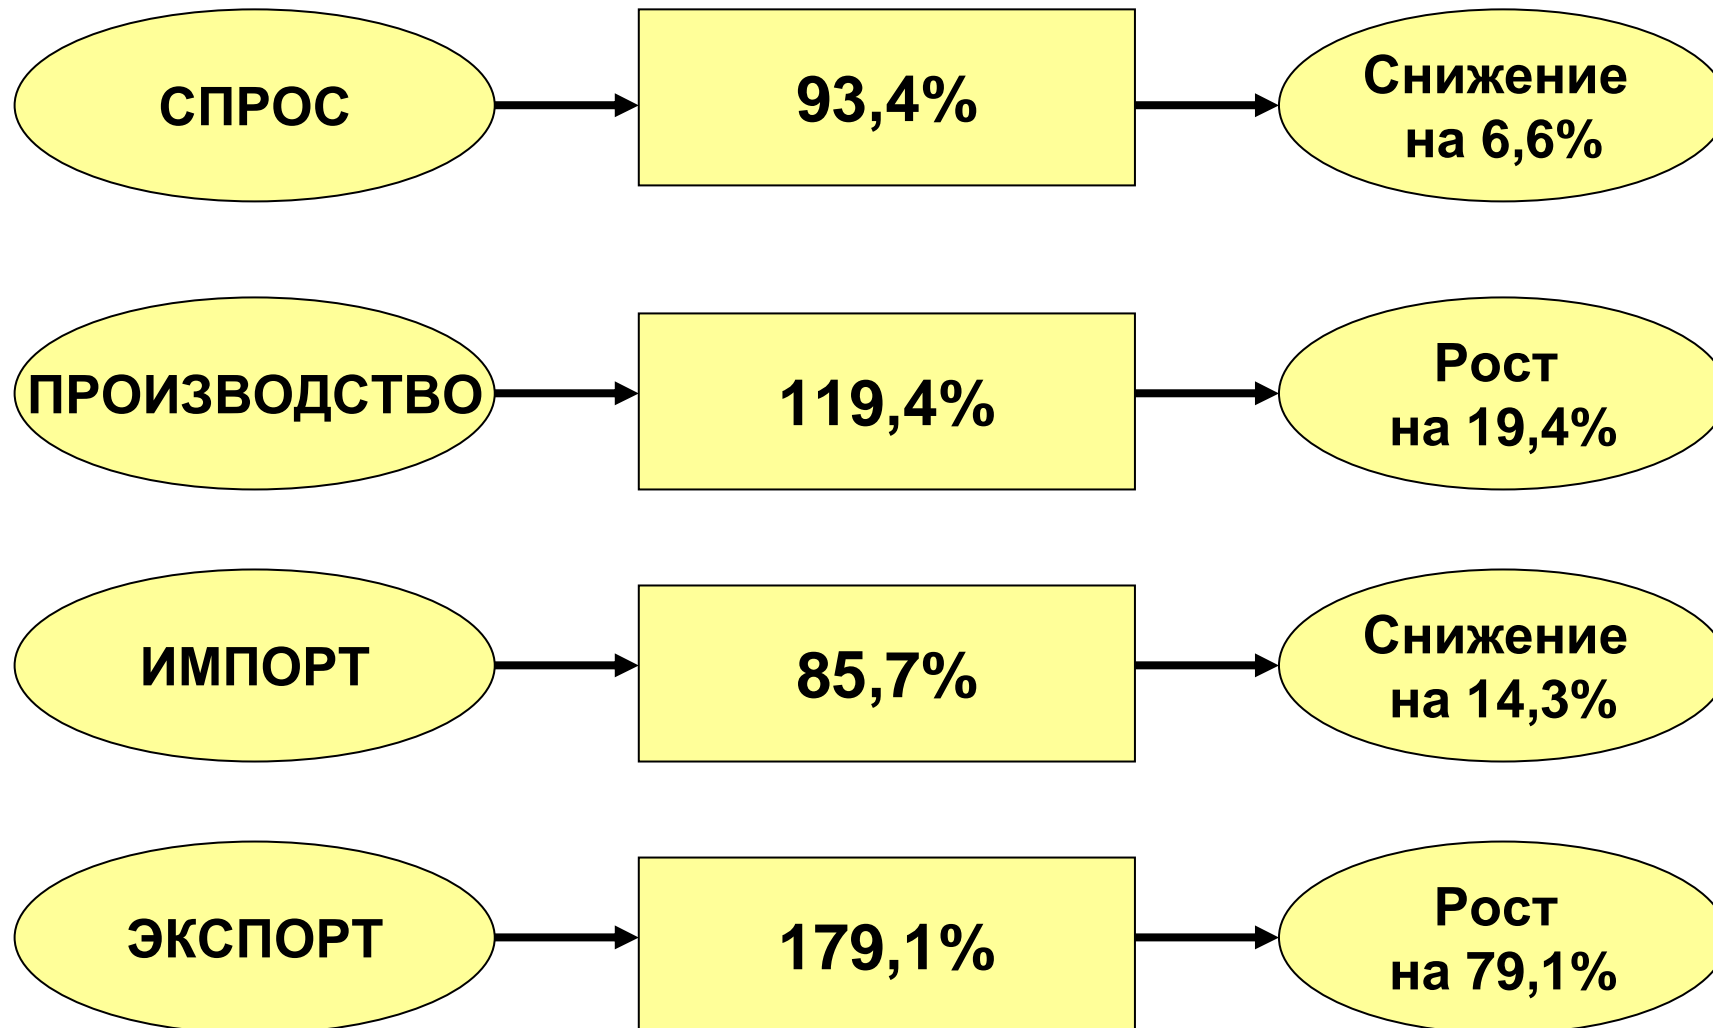 СПРОС
93,4%
Снижение
на 6,6%
ПРОИЗВОДСТВО
119,4%
Рост
на 19,4%
ИМПОРТ
85,7%
Снижение
на 14,3%
ЭКСПОРТ
179,1%
Рост
на 79,1%